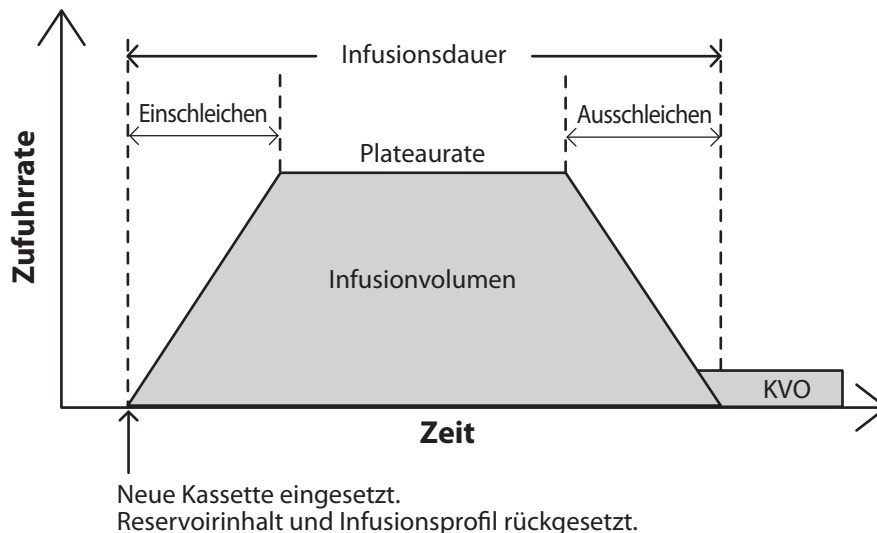 Infusionsdauer
Einschleichen
Ausschleichen
Plateaurate
Zufuhrrate
Infusionvolumen
KVO
Zeit
Neue Kassette eingesetzt.
Reservoirinhalt und Infusionsprofil rückgesetzt.